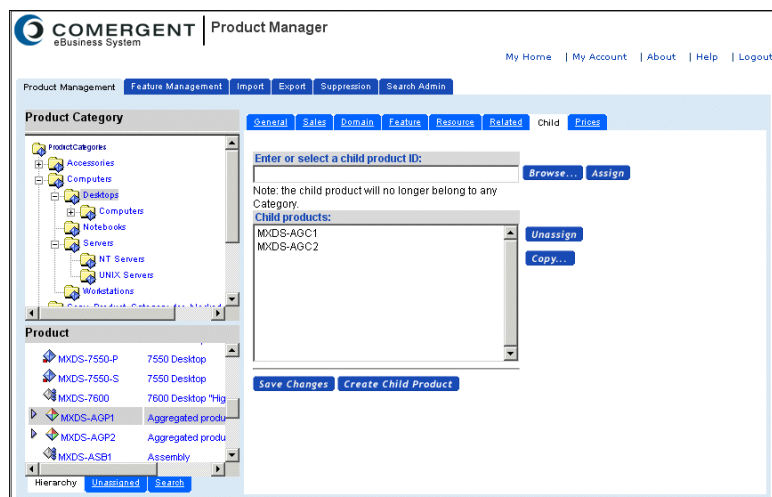 COMERGENT
eBusiness System
Product Manager
My Home | My Account | About | Help | Logout
Product Management Feature Management Import Export Suppression Search Admin
Product Category
ProductCategories
Accessories
Computers
Desktops
Computers
Notebooks
Servers
NT Servers
UNIX Servers
Workstations
Product
MXDS-7550-P 7550 Desktop
MXDS-7550-S 7550 Desktop
MXDS-7600 7600 Desktop "Hig
MXDS-AGP1 Aggregated produ
MXDS-AGP2 Aggregated produ
MXDS-ASB1 Assembly
Hierarchy Unassigned Search
General Sales Domain Feature Resource Related Child Prices
Enter or select a child product ID:
Browse... Assign
Note: the child product will no longer belong to any
Category.
Child products:
MXDS-AGC1
MXDS-AGC2
Unassign
Copy...
Save Changes Create Child Product